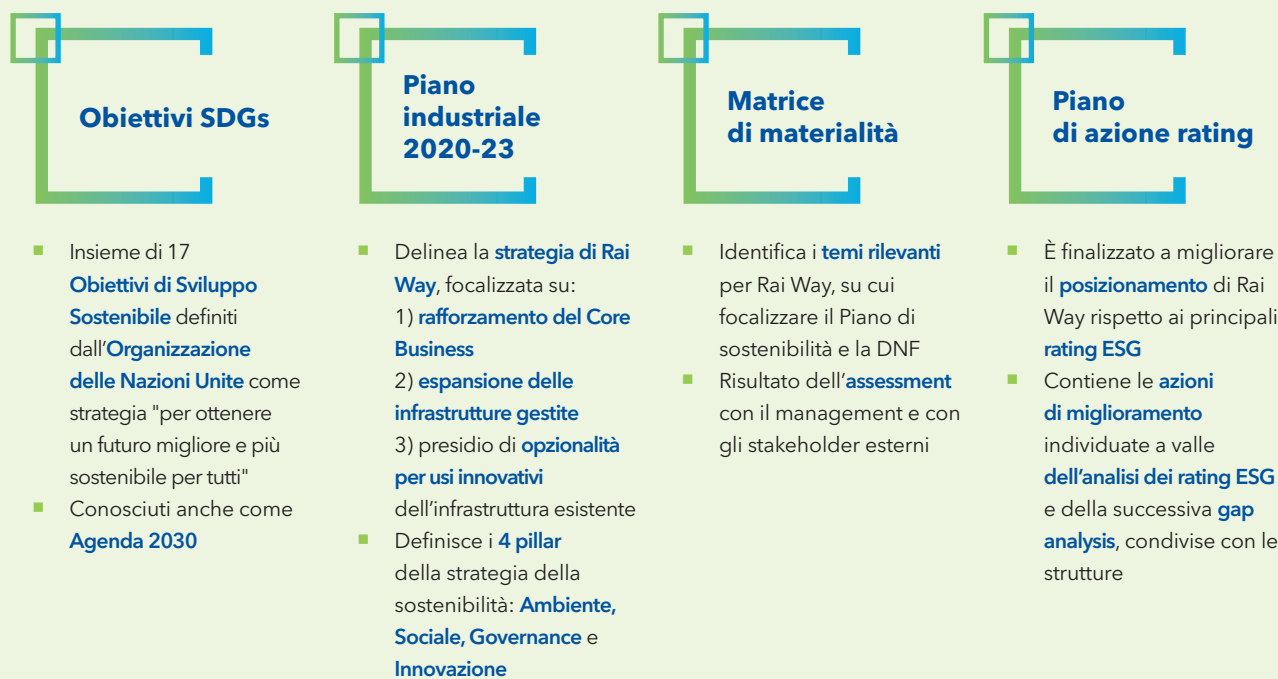 Obiettivi SDGs
■ Insieme di 17
Obiettivi di Sviluppo
Sostenibile definiti
dall'Organizzazione
delle Nazioni Unite come
strategia "per ottenere
un futuro migliore e più
sostenibile per tutti"
■ Conosciuti anche come
Agenda 2030
Piano
industriale
2020-23
■ Delinea la strategia di Rai
Way, focalizzata su:
1) rafforzamento del Core
Business
2) espansione delle
infrastrutture gestite
3) presidio di opzionalità
per usi innovativi
dell'infrastruttura esistente
■ Definisce i 4 pillar
della strategia della
sostenibilità: Ambiente,
Sociale, Governance e
Innovazione
Matrice
di materialità
■ Identifica i temi rilevanti
per Rai Way, su cui
focalizzare il Piano di
sostenibilità e la DNF
■ Risultato dell'assessment
con il management e con
gli stakeholder esterni
Piano
di azione rating
■ È finalizzato a migliorare
il posizionamento di Rai
Way rispetto ai principali
rating ESG
■ Contiene le azioni
di miglioramento
individuate a valle
dell'analisi dei rating ESG
e della successiva gap
analysis, condivise con le
strutture